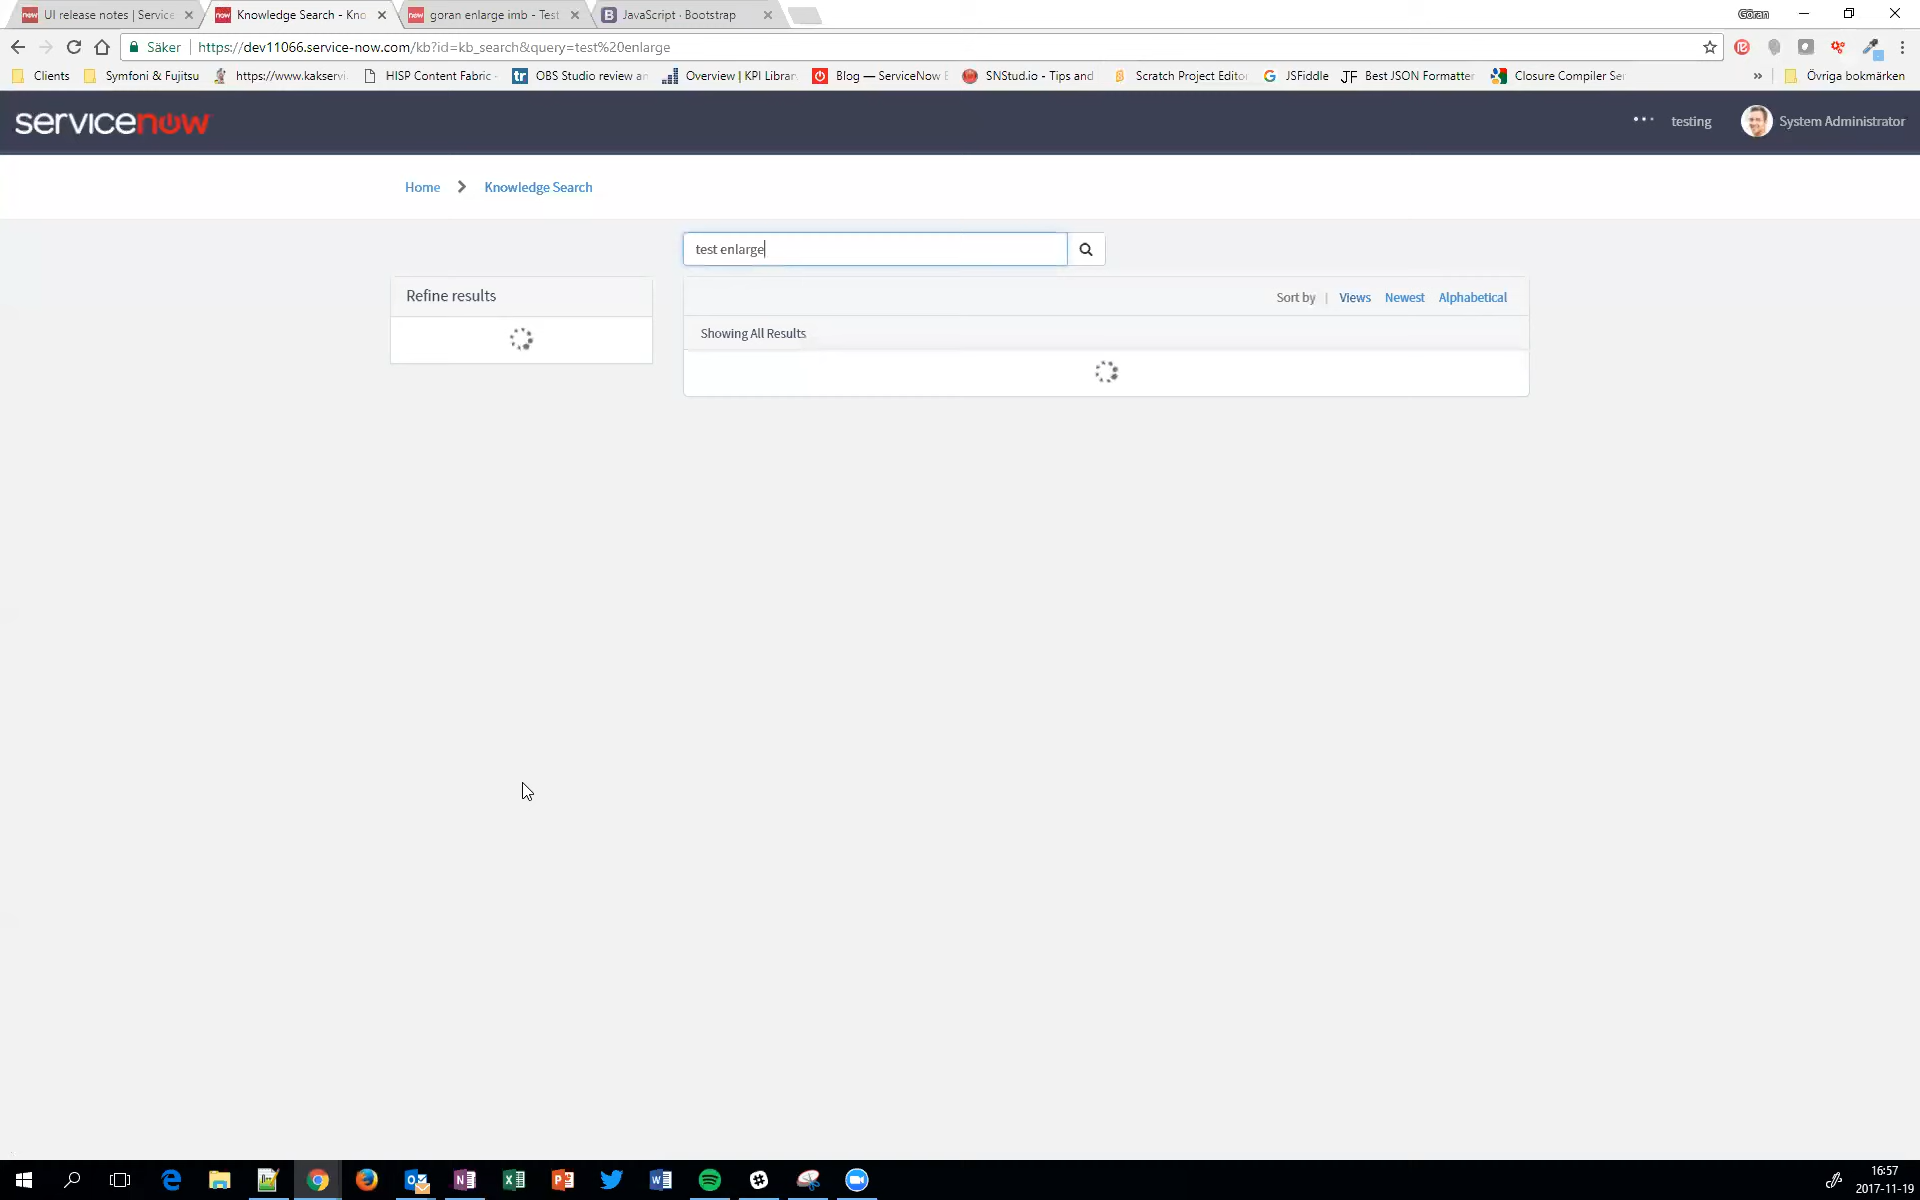 UI release notes | Service
Knowledge Search - Kno
goran enlarge imb - Test
JavaScript · Bootstrap
Göran
Säker
https://dev11066.service-now.com/kb?id=kb_search&query=test%20enlarge
Clients
Symfoni & Fujitsu
https://www.kakservi
HISP Content Fabric -
OBS Studio review an
Overview | KPI Librar
Blog — ServiceNow E
SNStud.io - Tips and
Scratch Project Edito
JSFiddle
Best JSON Formatter
Closure Compiler Ser
»
Övriga bokmärken
servicenow
testing
System Administrator
Home
Knowledge Search
test enlarge
Refine results
Sort by | Views Newest Alphabetical
Showing All Results
16:57
2017-11-19